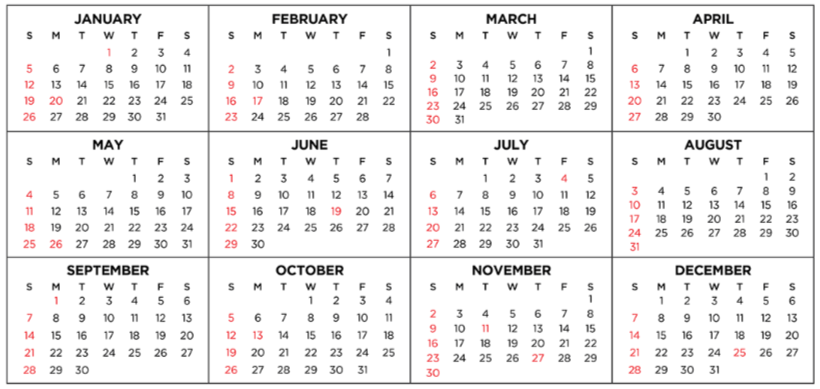 JANUARY
S M T W T F S
1 2 3 4
5 6 7 8 9 10 11
12 13 14 15 16 17 18
19 20 21 22 23 24 25
26 27 28 29 30 31
FEBRUARY
S M T W T F S
1
2 3 4 5 6 7 8
9 10 11 12 13 14 15
16 17 18 19 20 21 22
23 24 25 26 27 28
MARCH
S M T W T F S
1
2 3 4 5 6 7 8
9 10 11 12 13 14 15
16 17 18 19 20 21 22
23 24 25 26 27 28 29
30 31
APRIL
S M T W T F S
1 2 3 4 5
6 7 8 9 10 11 12
13 14 15 16 17 18 19
20 21 22 23 24 25 26
27 28 29 30
MAY
S M T W T F S
1 2 3
4 5 6 7 8 9 10
11 12 13 14 15 16 17
18 19 20 21 22 23 24
25 26 27 28 29 30 31
JUNE
S M T W T F S
1 2 3 4 5 6 7
8 9 10 11 12 13 14
15 16 17 18 19 20 21
22 23 24 25 26 27 28
29 30
JULY
S M T W T F S
1 2 3 4 5
6 7 8 9 10 11 12
13 14 15 16 17 18 19
20 21 22 23 24 25 26
27 28 29 30 31
AUGUST
S M T W T F S
1 2
3 4 5 6 7 8 9
10 11 12 13 14 15 16
17 18 19 20 21 22 23
24 25 26 27 28 29 30
31
SEPTEMBER
S M T W T F S
1 2 3 4 5 6
7 8 9 10 11 12 13
14 15 16 17 18 19 20
21 22 23 24 25 26 27
28 29 30
OCTOBER
S M T W T F S
1 2 3 4
5 6 7 8 9 10 11
12 13 14 15 16 17 18
19 20 21 22 23 24 25
26 27 28 29 30 31
NOVEMBER
S M T W T F S
1
2 3 4 5 6 7 8
9 10 11 12 13 14 15
16 17 18 19 20 21 22
23 24 25 26 27 28 29
30
DECEMBER
S M T W T F S
1 2 3 4 5 6
7 8 9 10 11 12 13
14 15 16 17 18 19 20
21 22 23 24 25 26 27
28 29 30 31